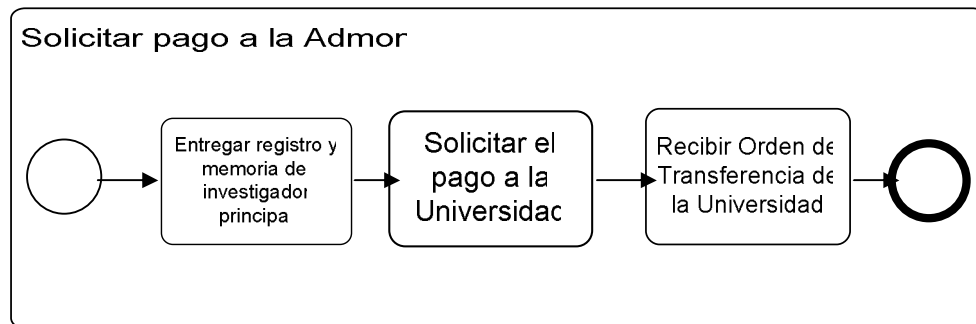 Solicitar pago a la Admor
Entregar registro y
memoria de
investigador
principa
Solicitar el
pago a la
Universidad
Recibir Orden de
Transferencia de
la Universidad